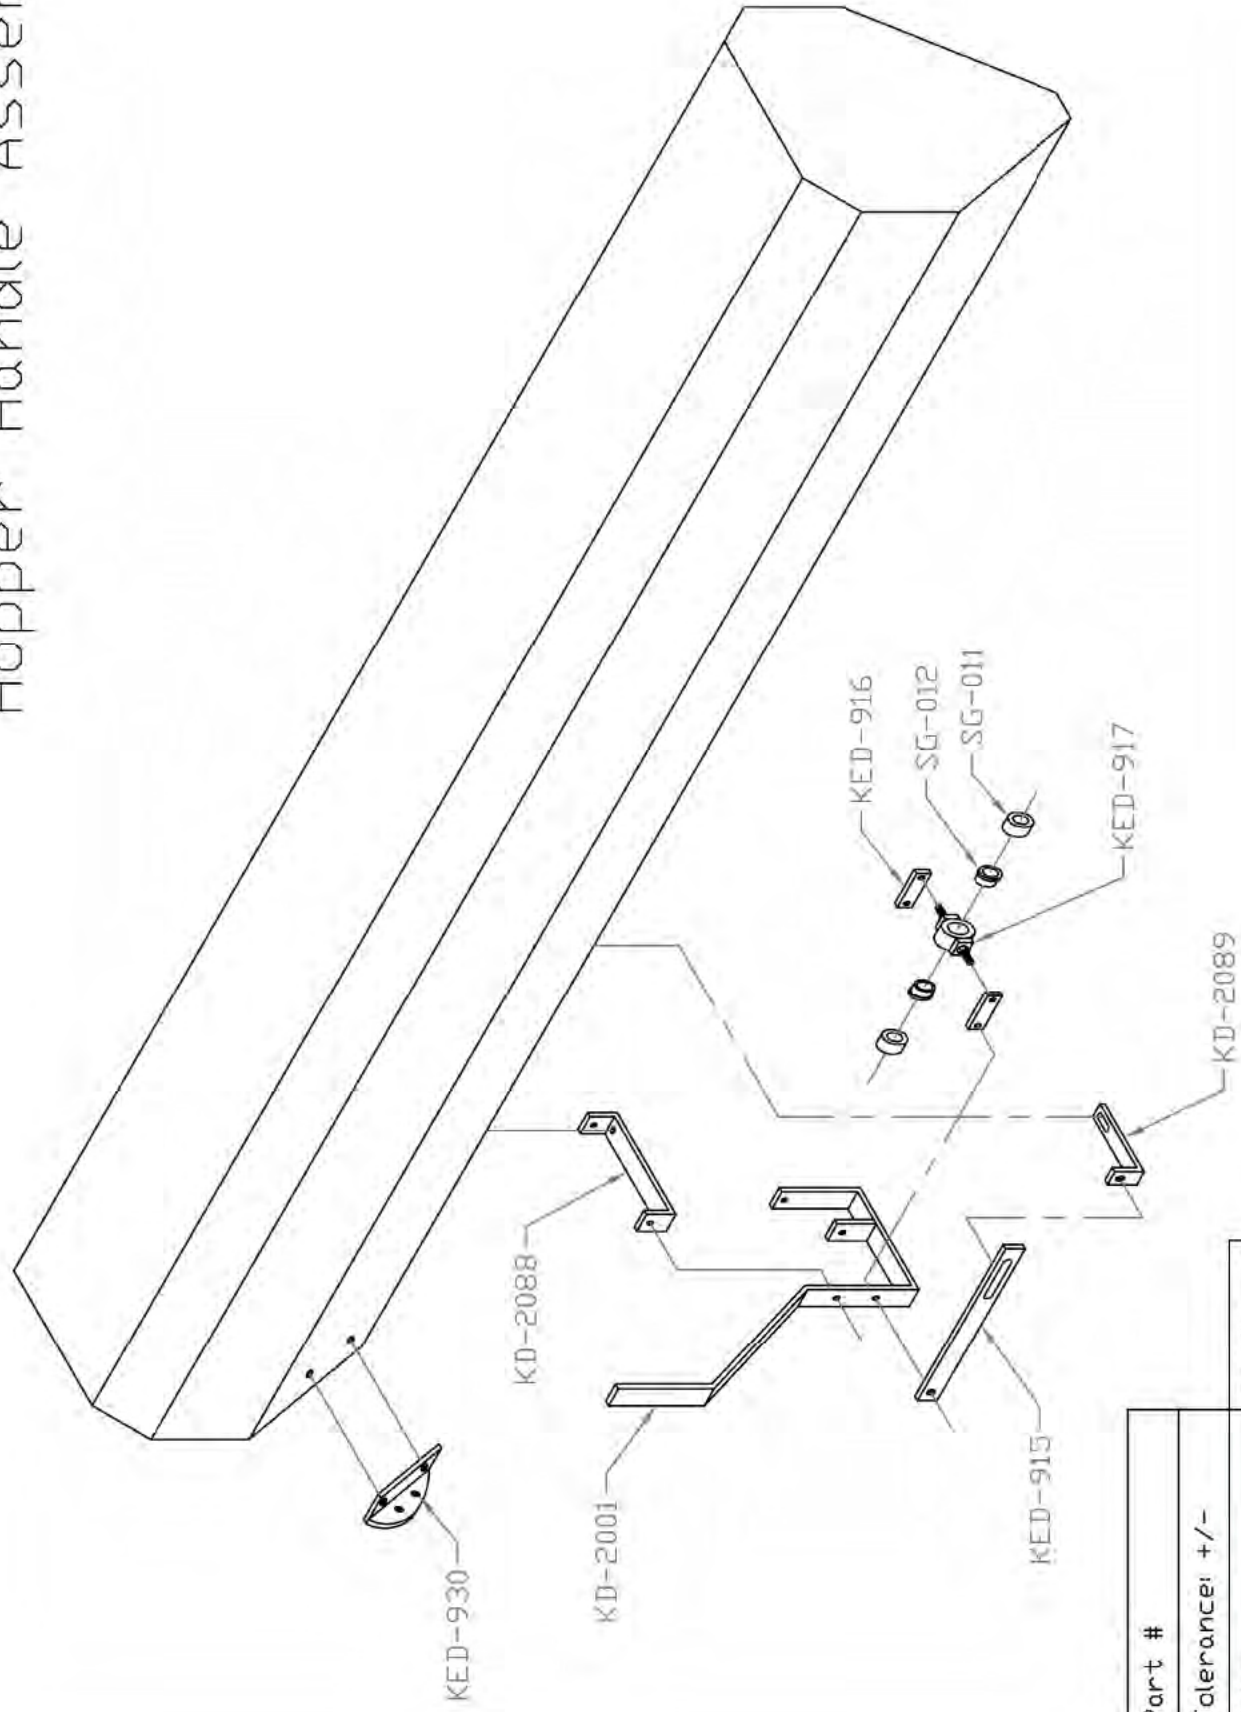 Hopper Handle
KED-916
SG-012
SG-011
KED-917
KD-2089
KD-2088
KD-2001
KED-915
KED-930
Part #
Tolerance: +/-